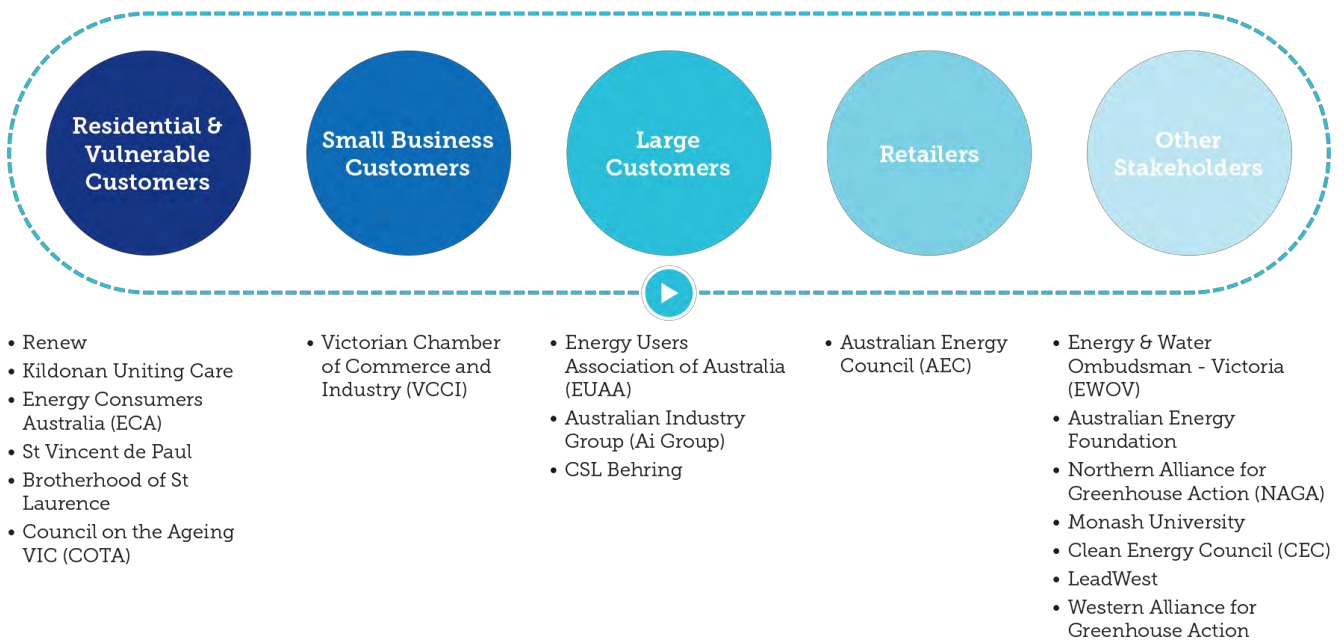 Residential &
Vulnerable
Customers
Small Business
Customers
Large
Customers
Retailers
Other
Stakeholders
• Renew
• Kildonan Uniting Care
• Energy Consumers
Australia (ECA)
• St Vincent de Paul
• Brotherhood of St
Laurence
• Council on the Ageing
VIC (COTA)
• Victorian Chamber
of Commerce and
Industry (VCCI)
• Energy Users
Association of Australia
(EUAA)
• Australian Industry
Group (Ai Group)
• CSL Behring
• Australian Energy
Council (AEC)
• Energy & Water
Ombudsman - Victoria
(EWOV)
• Australian Energy
Foundation
• Northern Alliance for
Greenhouse Action (NAGA)
• Monash University
• Clean Energy Council (CEC)
• LeadWest
• Western Alliance for
Greenhouse Action